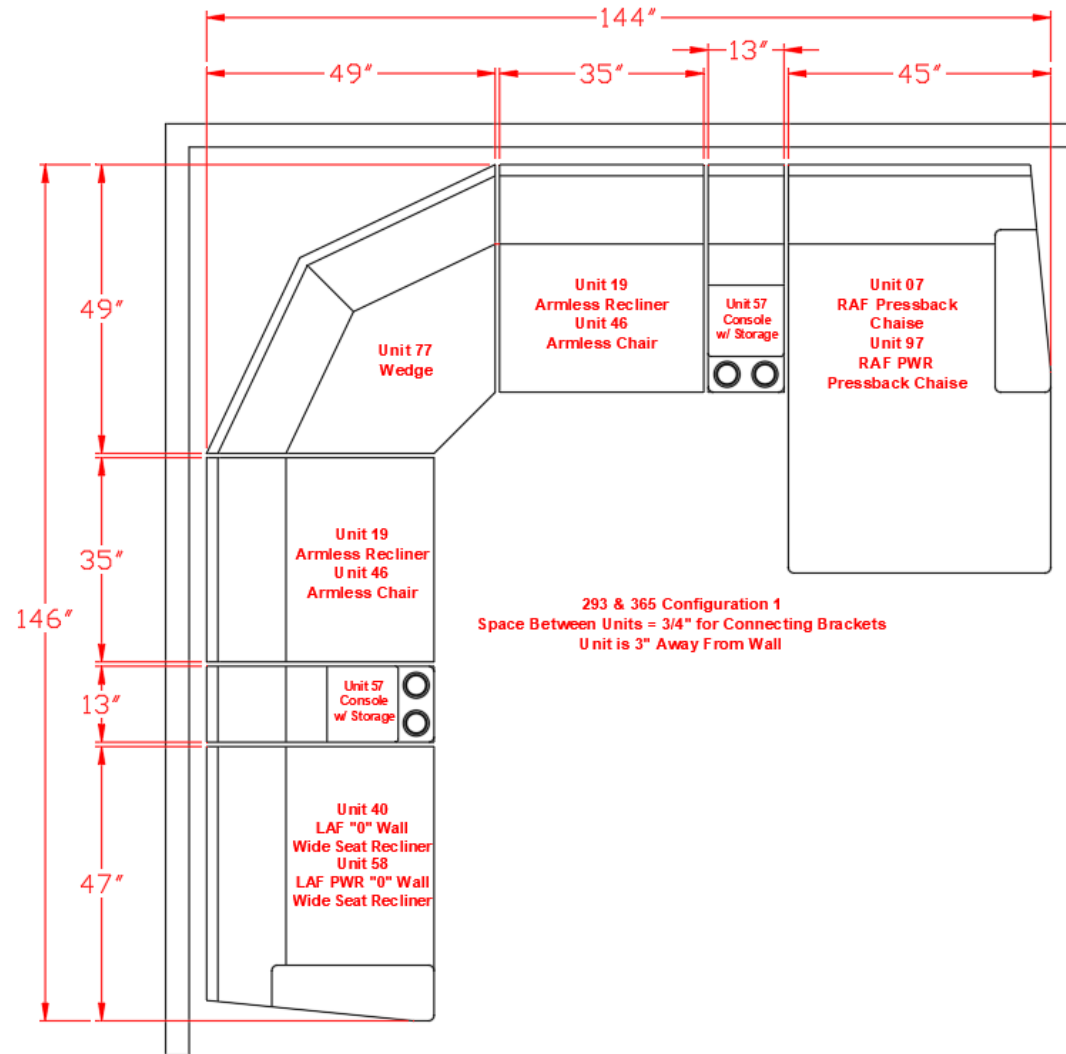 144″
13″
49″
35″
45″
49″
Unit 19
Armless Recliner
Unit 46
Armless Chair
Unit 57
Console
w/ Storage
Unit 07
RAF Pressback
Chaise
Unit 97
RAF PWR
Pressback Chaise
Unit 77
Wedge
35″
Unit 19
Armless Recliner
Unit 46
Armless Chair
146″
293 & 365 Configuration 1
Space Between Units = 3/4" for Connecting Brackets
Unit is 3" Away From Wall
13″
Unit 57
Console
w/ Storage
47″
Unit 40
LAF "0" Wall
Wide Seat Recliner
Unit 58
LAF PWR "0" Wall
Wide Seat Recliner